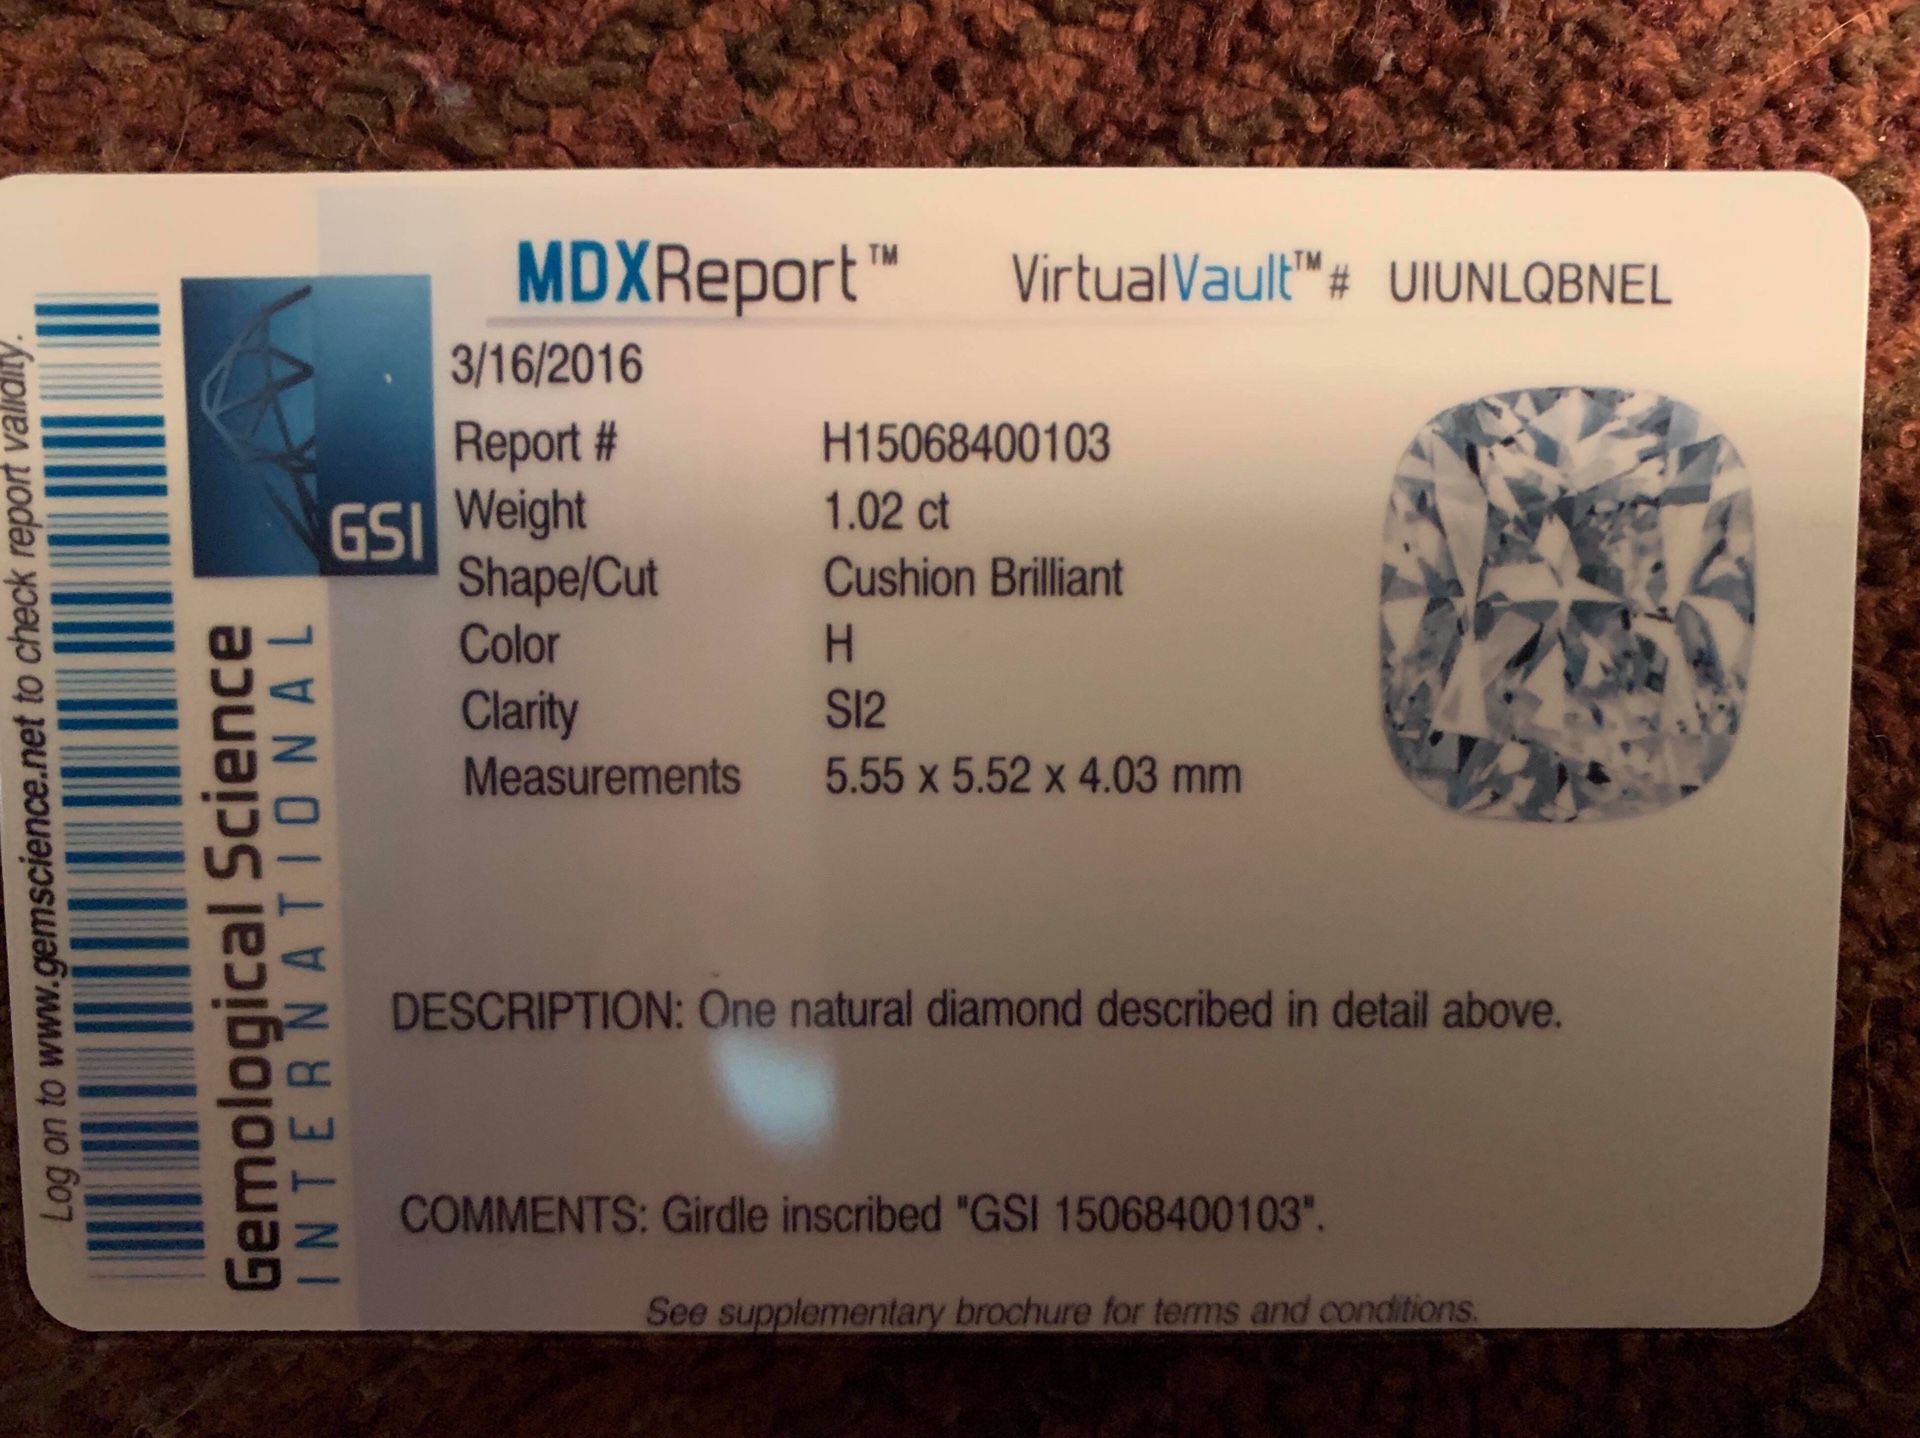 MDXReport™ VirtualVault™# UIUNLQBNEL
3/16/2016
Report # H15068400103
Weight 1.02 ct
Shape/Cut Cushion Brilliant
Color H
Clarity SI2
Measurements 5.55 x 5.52 x 4.03 mm
DESCRIPTION: One natural diamond described in detail above.
COMMENTS: Girdle inscribed "GSI 15068400103".
See supplementary brochure for terms and conditions.
GSI
Gemological Science
INTERNATIONAL
Log on to www.gemscience.net to check report validity.